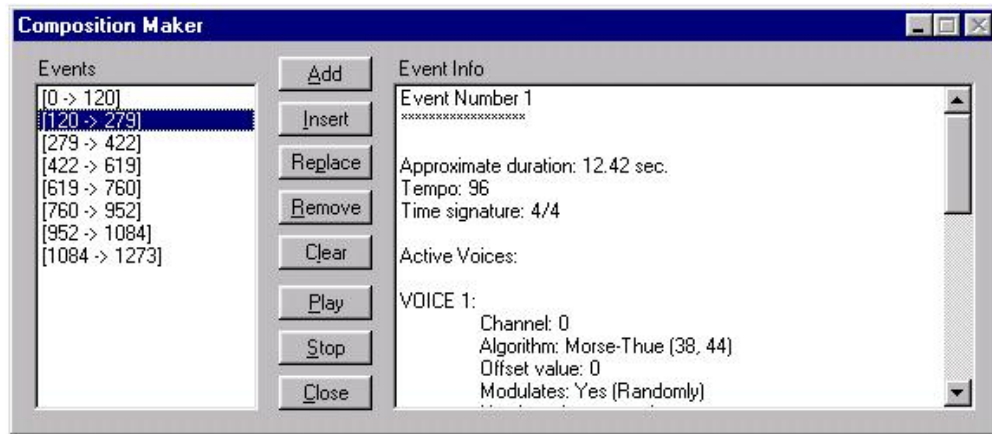 Composition Maker
Events
[0 -> 120]
[120 -> 279]
[279 -> 422]
[422 -> 619]
[619 -> 760]
[760 -> 952]
[952 -> 1084]
[1084 -> 1273]
Add
Insert
Replace
Remove
Clear
Play
Stop
Close
Event Info
Event Number 1
******************
Approximate duration: 12.42 sec.
Tempo: 96
Time signature: 4/4
Active Voices:
VOICE 1:
Channel: 0
Algorithm: Morse-Thue (38, 44)
Offset value: 0
Modulates: Yes (Randomly)